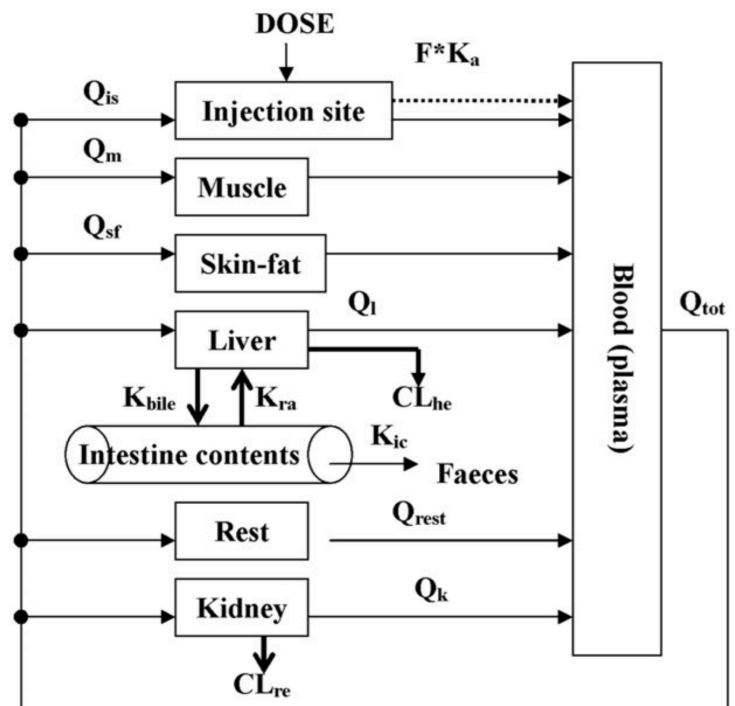 DOSE
F*Ka
Qis
Injection site
Qm
Muscle
Qsf
Skin-fat
Ql
Qtot
Liver
Blood (plasma)
Kbile
Kra
CLhe
Intestine contents
Kic
Faeces
Rest
Qrest
Kidney
Qk
CLre